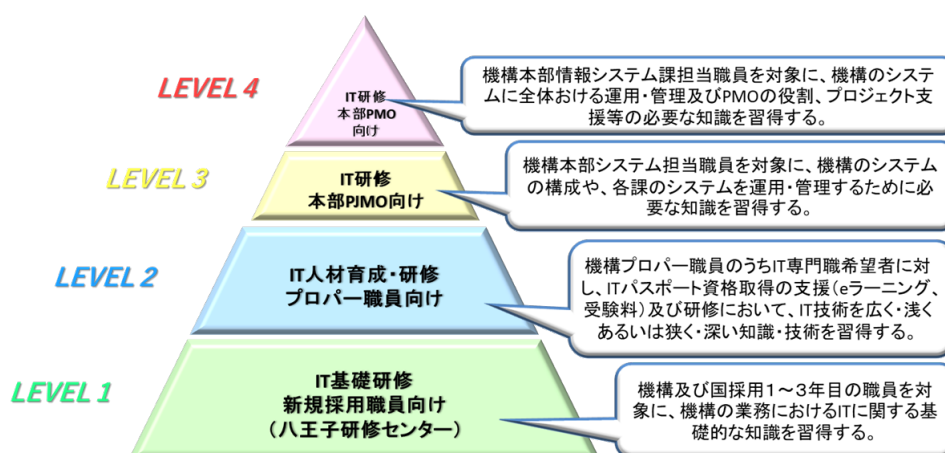 LEVEL 4
IT研修
本部PMO
向け
機構本部情報システム課担当職員を対象に、機構のシステ
ムに全体おける運用・管理及びPMOの役割、プロジェクト支
援等の必要な知識を習得する。
LEVEL 3
IT研修
本部PJMO向け
機構本部システム担当職員を対象に、機構のシステム
の構成や、各課のシステムを運用・管理するために必
要な知識を習得する。
LEVEL 2
IT人材育成・研修
プロパー職員向け
機構プロパー職員のうちIT専門職希望者に対
し、ITパスポート資格取得の支援(eラーニング、
受験料)及び研修において、IT技術を広く・浅く
あるいは狭く・深い知識・技術を習得する。
LEVEL 1
IT基礎研修
新規採用職員向け
(八王子研修センター)
機構及び国採用1～3年目の職員を対
象に、機構の業務におけるITに関する基
礎的な知識を習得する。